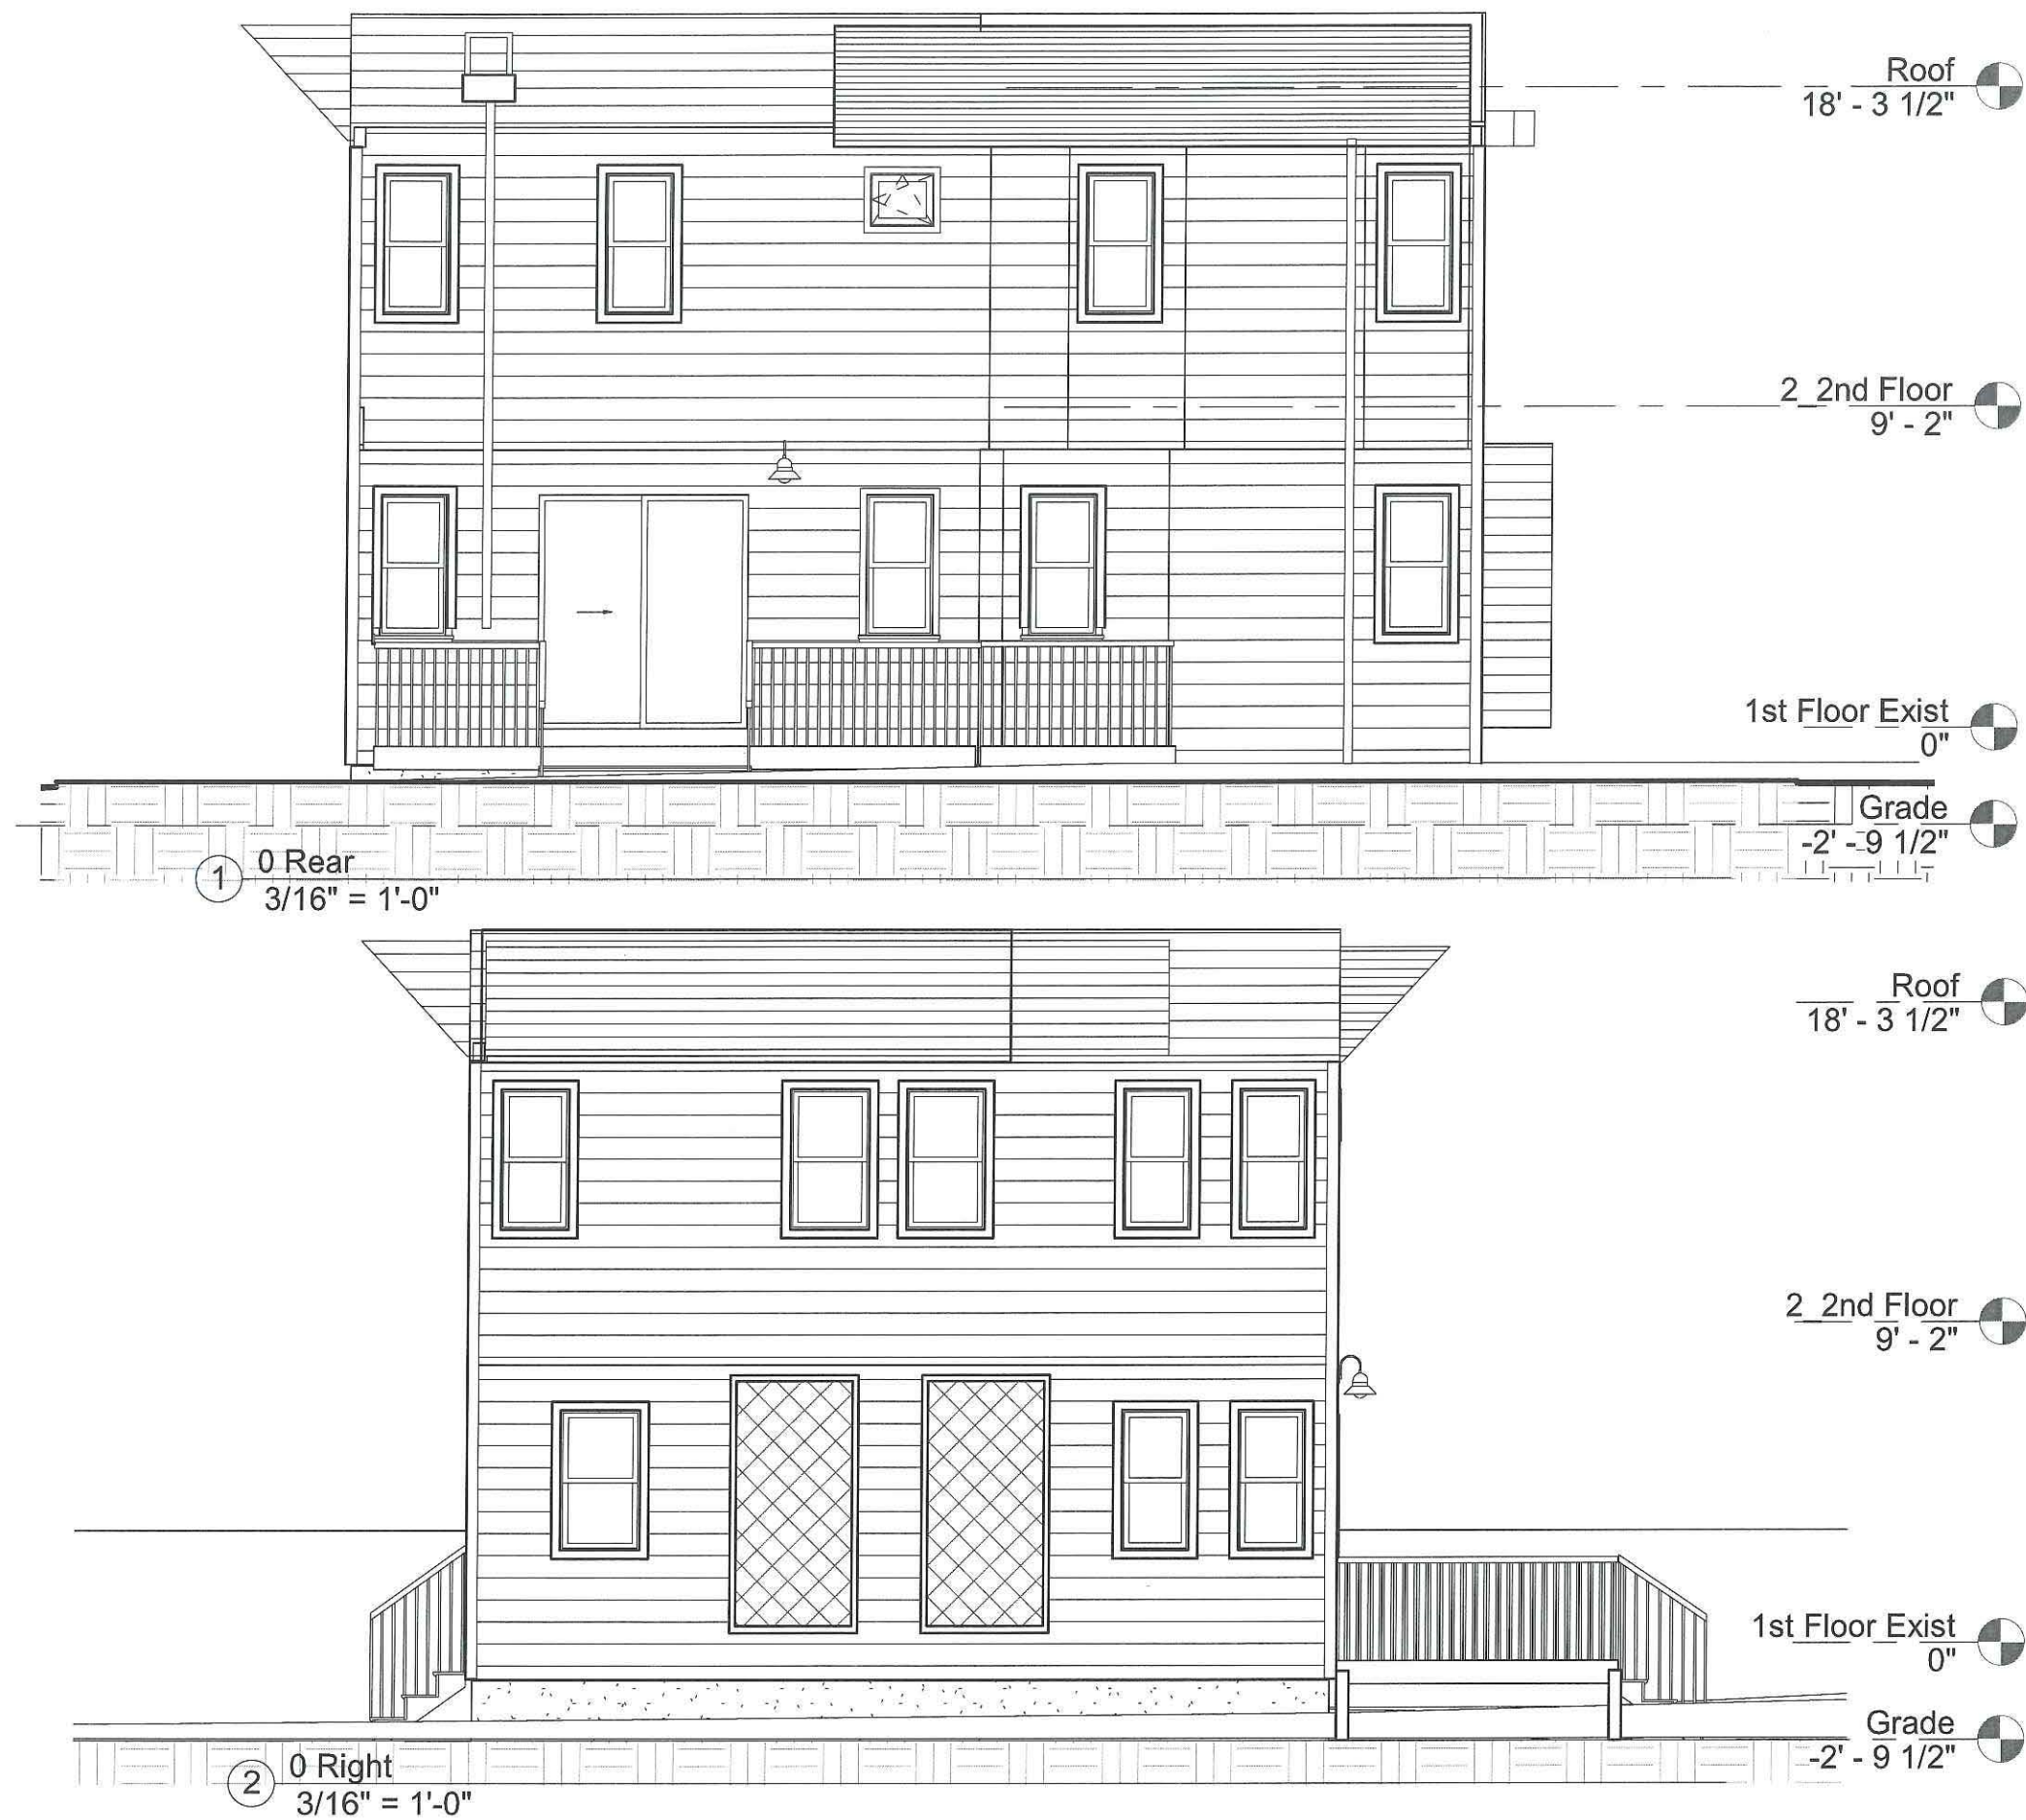 Roof
18' - 3 1/2"
2_2nd Floor
9' - 2"
1st Floor Exist
0"
Grade
-2' - 9 1/2"
1
0 Rear
3/16" = 1'-0"
Roof
18' - 3 1/2"
2_2nd Floor
9' - 2"
1st Floor Exist
0"
Grade
-2' - 9 1/2"
2
0 Right
3/16" = 1'-0"